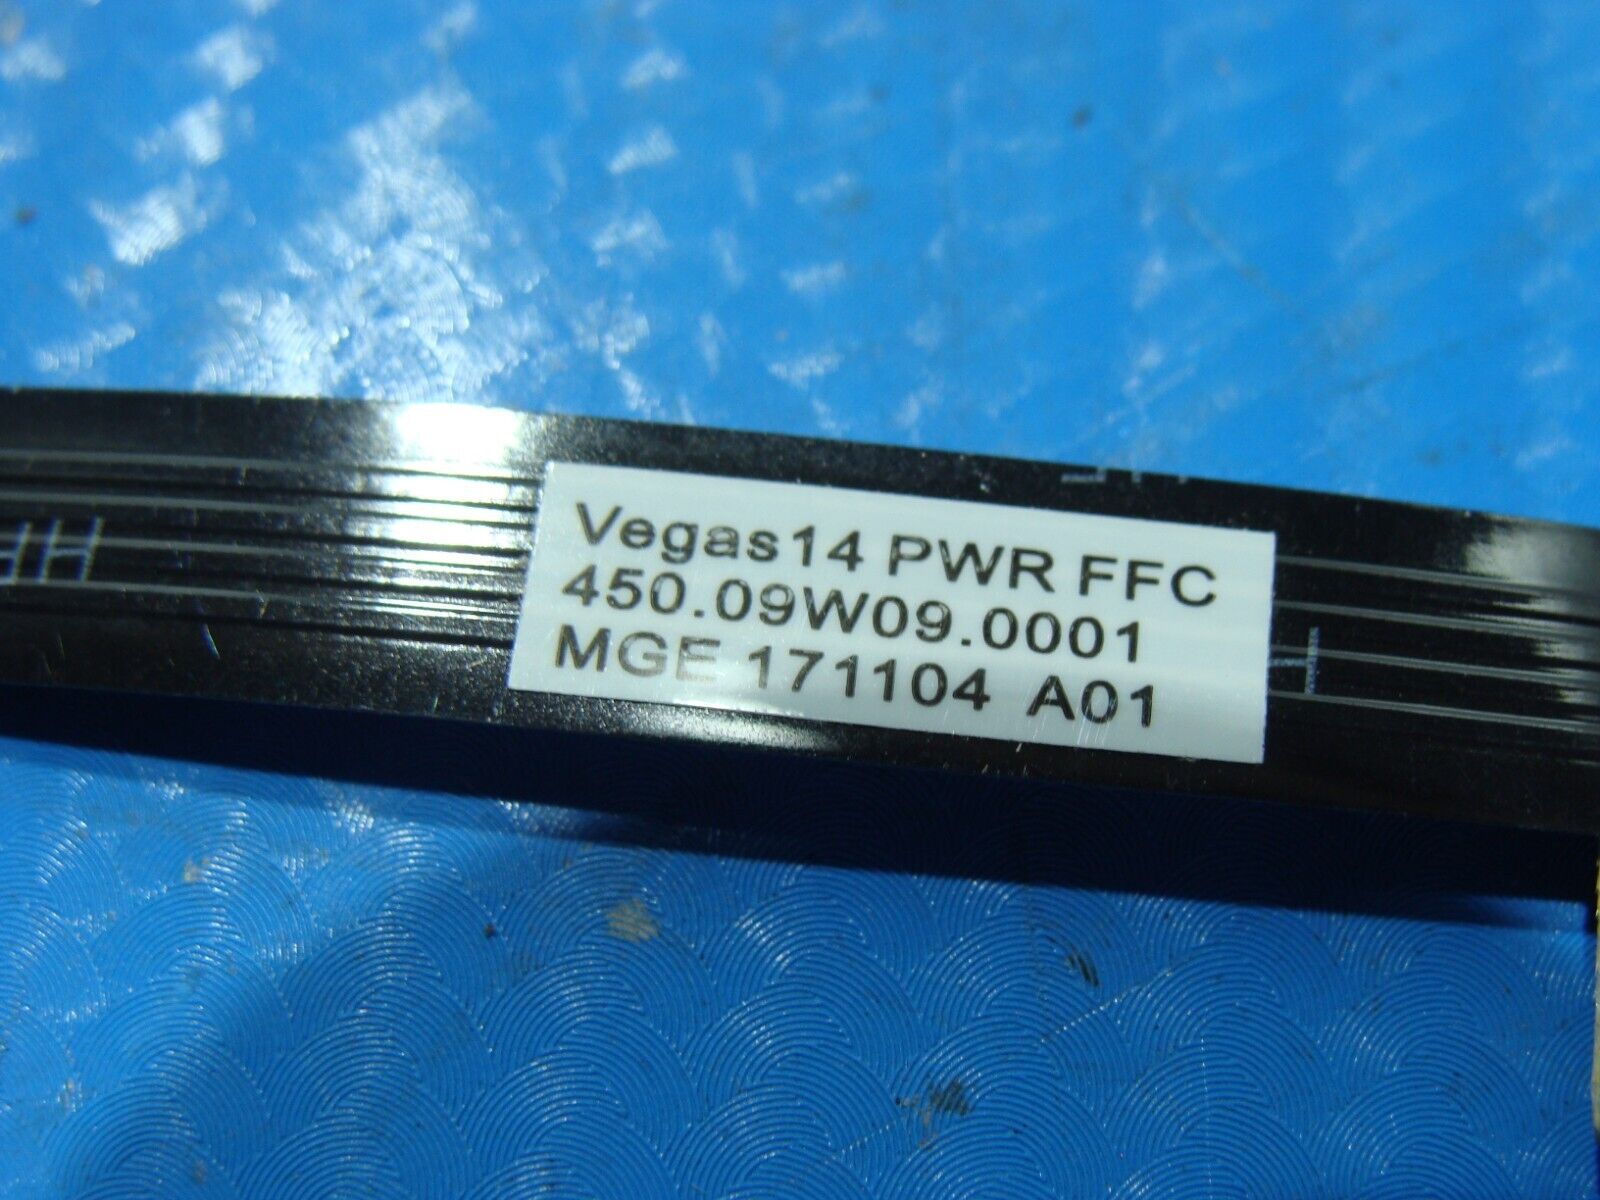 Vegas14 PWR FFC
450.09W09.0001
MGE 171104 A01